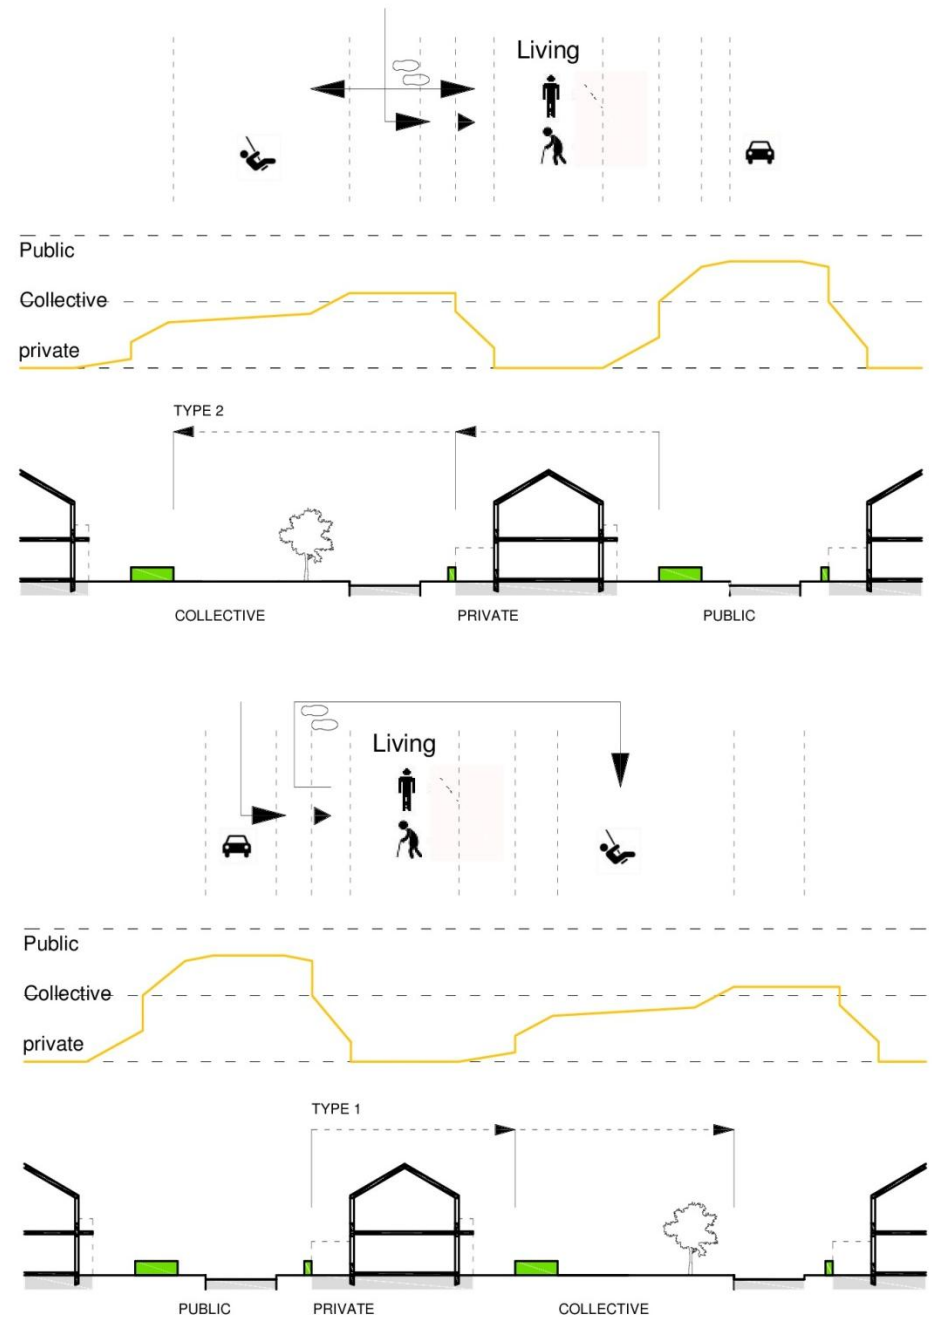 Living
Public
Collective
private
TYPE 2
COLLECTIVE PRIVATE PUBLIC
Living
Public
Collective
private
TYPE 1
PUBLIC PRIVATE COLLECTIVE